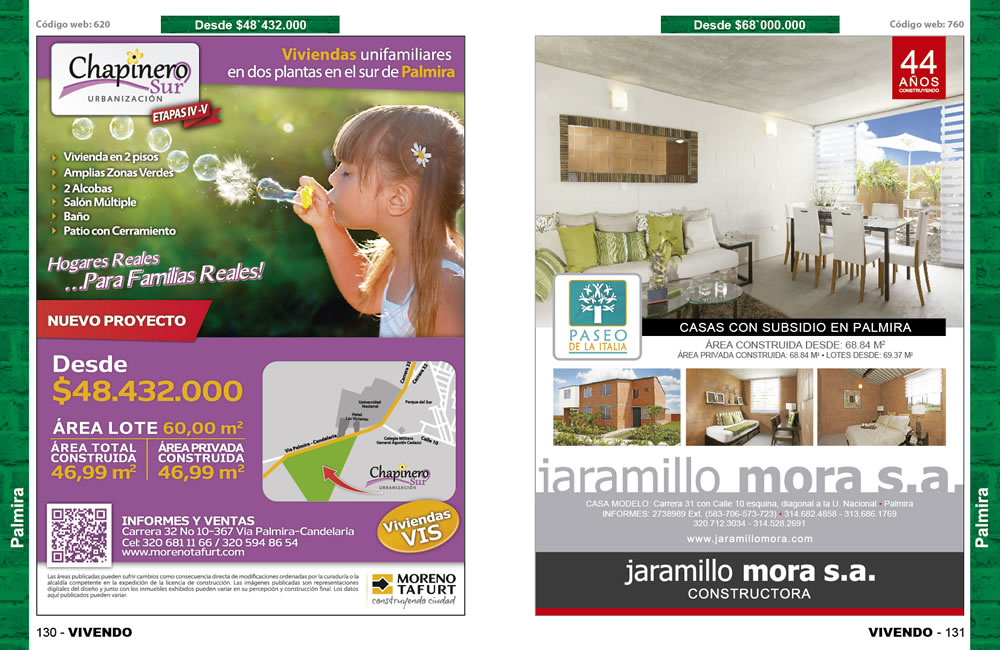 Código web: 620
Desde $48`432.000
Chapinero
Sur
URBANIZACIÓN
ETAPAS IV -V
Viviendas unifamiliares
en dos plantas en el sur de Palmira
Vivienda en 2 pisos
Amplias Zonas Verdes
2 Alcobas
Salón Múltiple
Baño
Patio con Cerramiento
Hogares Reales
...Para Familias Reales!
NUEVO PROYECTO
Desde
$48.432.000
ÁREA LOTE 60,00 m²
ÁREA TOTAL
CONSTRUIDA
46,99 m²
ÁREA PRIVADA
CONSTRUIDA
46,99 m²
Carrera 33
Carrera 32
Universidad
Nacional
Parque del Sur
Hotel
Las Victorias
Vía Palmira - Candelaria
Colegio Militar
General Agustín Codazzi
Calle 10
Chapinero
Sur
URBANIZACIÓN
INFORMES Y VENTAS
Carrera 32 No 10-367 Vía Palmira-Candelaria
Cel: 320 681 11 66 / 320 594 86 54
www.morenotafurt.com
Viviendas
VIS
Las áreas publicadas pueden sufrir cambios como consecuencia directa de modificaciones ordenadas por la curaduría o la
alcaldía competente en la expedición de la licencia de construcción. Las imágenes publicadas son representaciones
digitales del diseño y junto con los inmuebles exhibidos pueden variar en su percepción y construcción final. Los datos
aquí publicados pueden variar.
MORENO
TAFURT
construyendo ciudad
Palmira
130 - VIVENDO
Desde $68`000.000
Código web: 760
44
AÑOS
CONSTRUYENDO
PASEO
DE LA ITALIA
CASAS CON SUBSIDIO EN PALMIRA
ÁREA CONSTRUIDA DESDE: 68.84 M²
ÁREA PRIVADA CONSTRUIDA: 68.84 M² • LOTES DESDE: 69.37 M²
jaramillo mora s.a.
CASA MODELO: Carrera 31 con Calle 10 esquina, diagonal a la U. Nacional • Palmira
INFORMES: 2738989 Ext. (583-706-573-723) • 314.682.4858 - 313.686.1769
320.712.3034 - 314.528.2691
www.jaramillomora.com
jaramillo mora s.a.
CONSTRUCTORA
Palmira
VIVENDO - 131